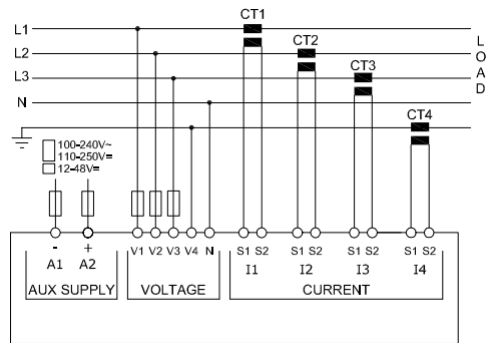 CT1
L1
CT2
L2
CT3
L3
N
CT4
LOAD
100-240V~
110-250V=
12-48V=
- + V1 V2 V3 V4 N S1 S2 S1 S2 S1 S2 S1 S2
A1 A2 I1 I2 I3 I4
AUX SUPPLY VOLTAGE CURRENT